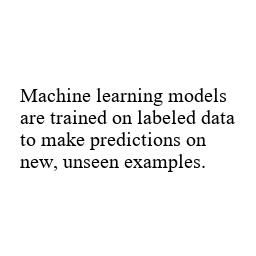 Machine learning models
are trained on labeled data
to make predictions on
new, unseen examples.